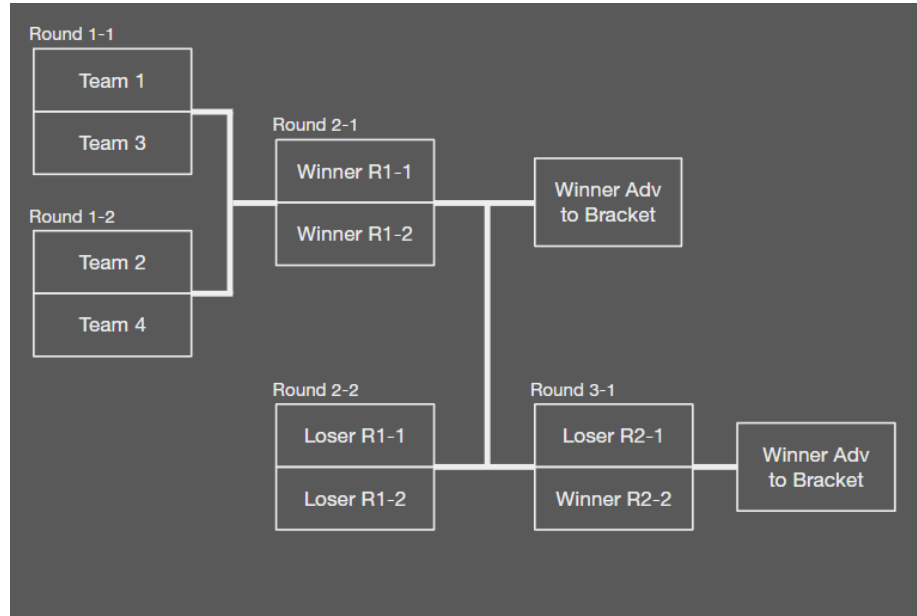 Round 1-1
Team 1
Team 3
Round 1-2
Team 2
Team 4
Round 2-1
Winner R1-1
Winner R1-2
Winner Adv
to Bracket
Round 2-2
Loser R1-1
Loser R1-2
Round 3-1
Loser R2-1
Winner R2-2
Winner Adv
to Bracket